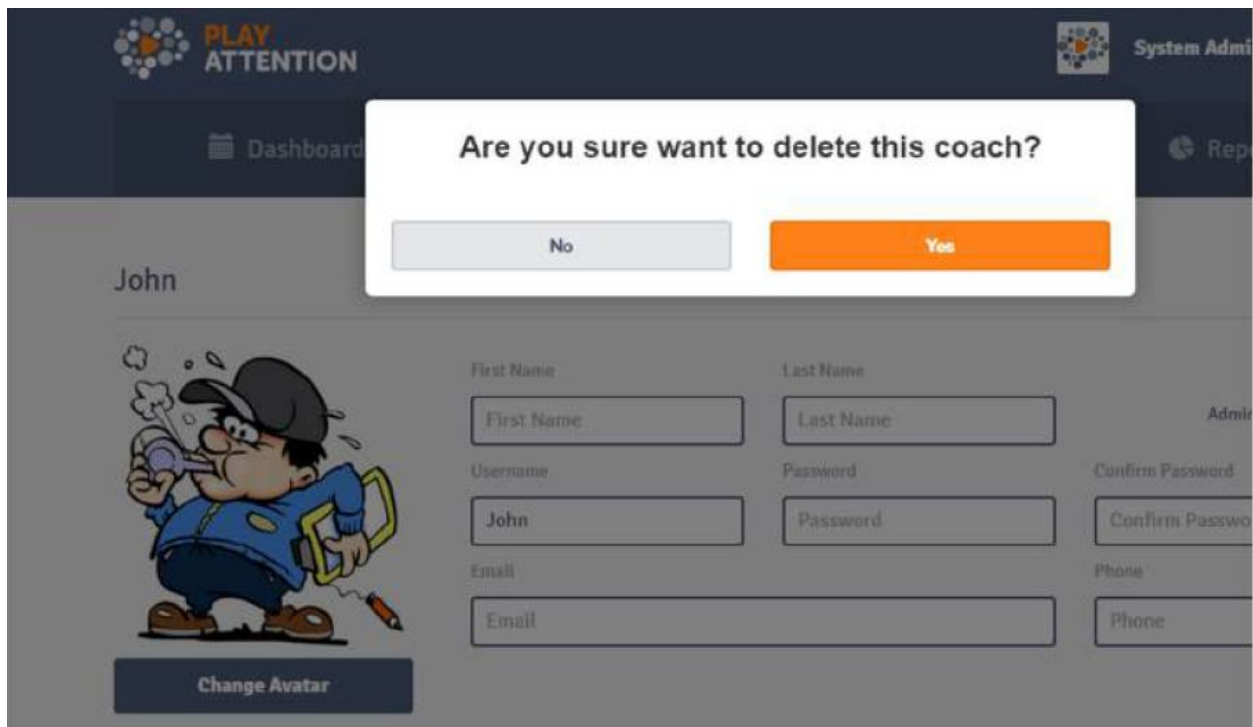 PLAY
ATTENTION
System Admi
Dashboard
Are you sure want to delete this coach?
Rep
No
Yes
John
First Name
Last Name
First Name
Last Name
Admin
Username
Password
Confirm Password
John
Password
Confirm Passwo
Email
Phone
Email
Phone
Change Avatar